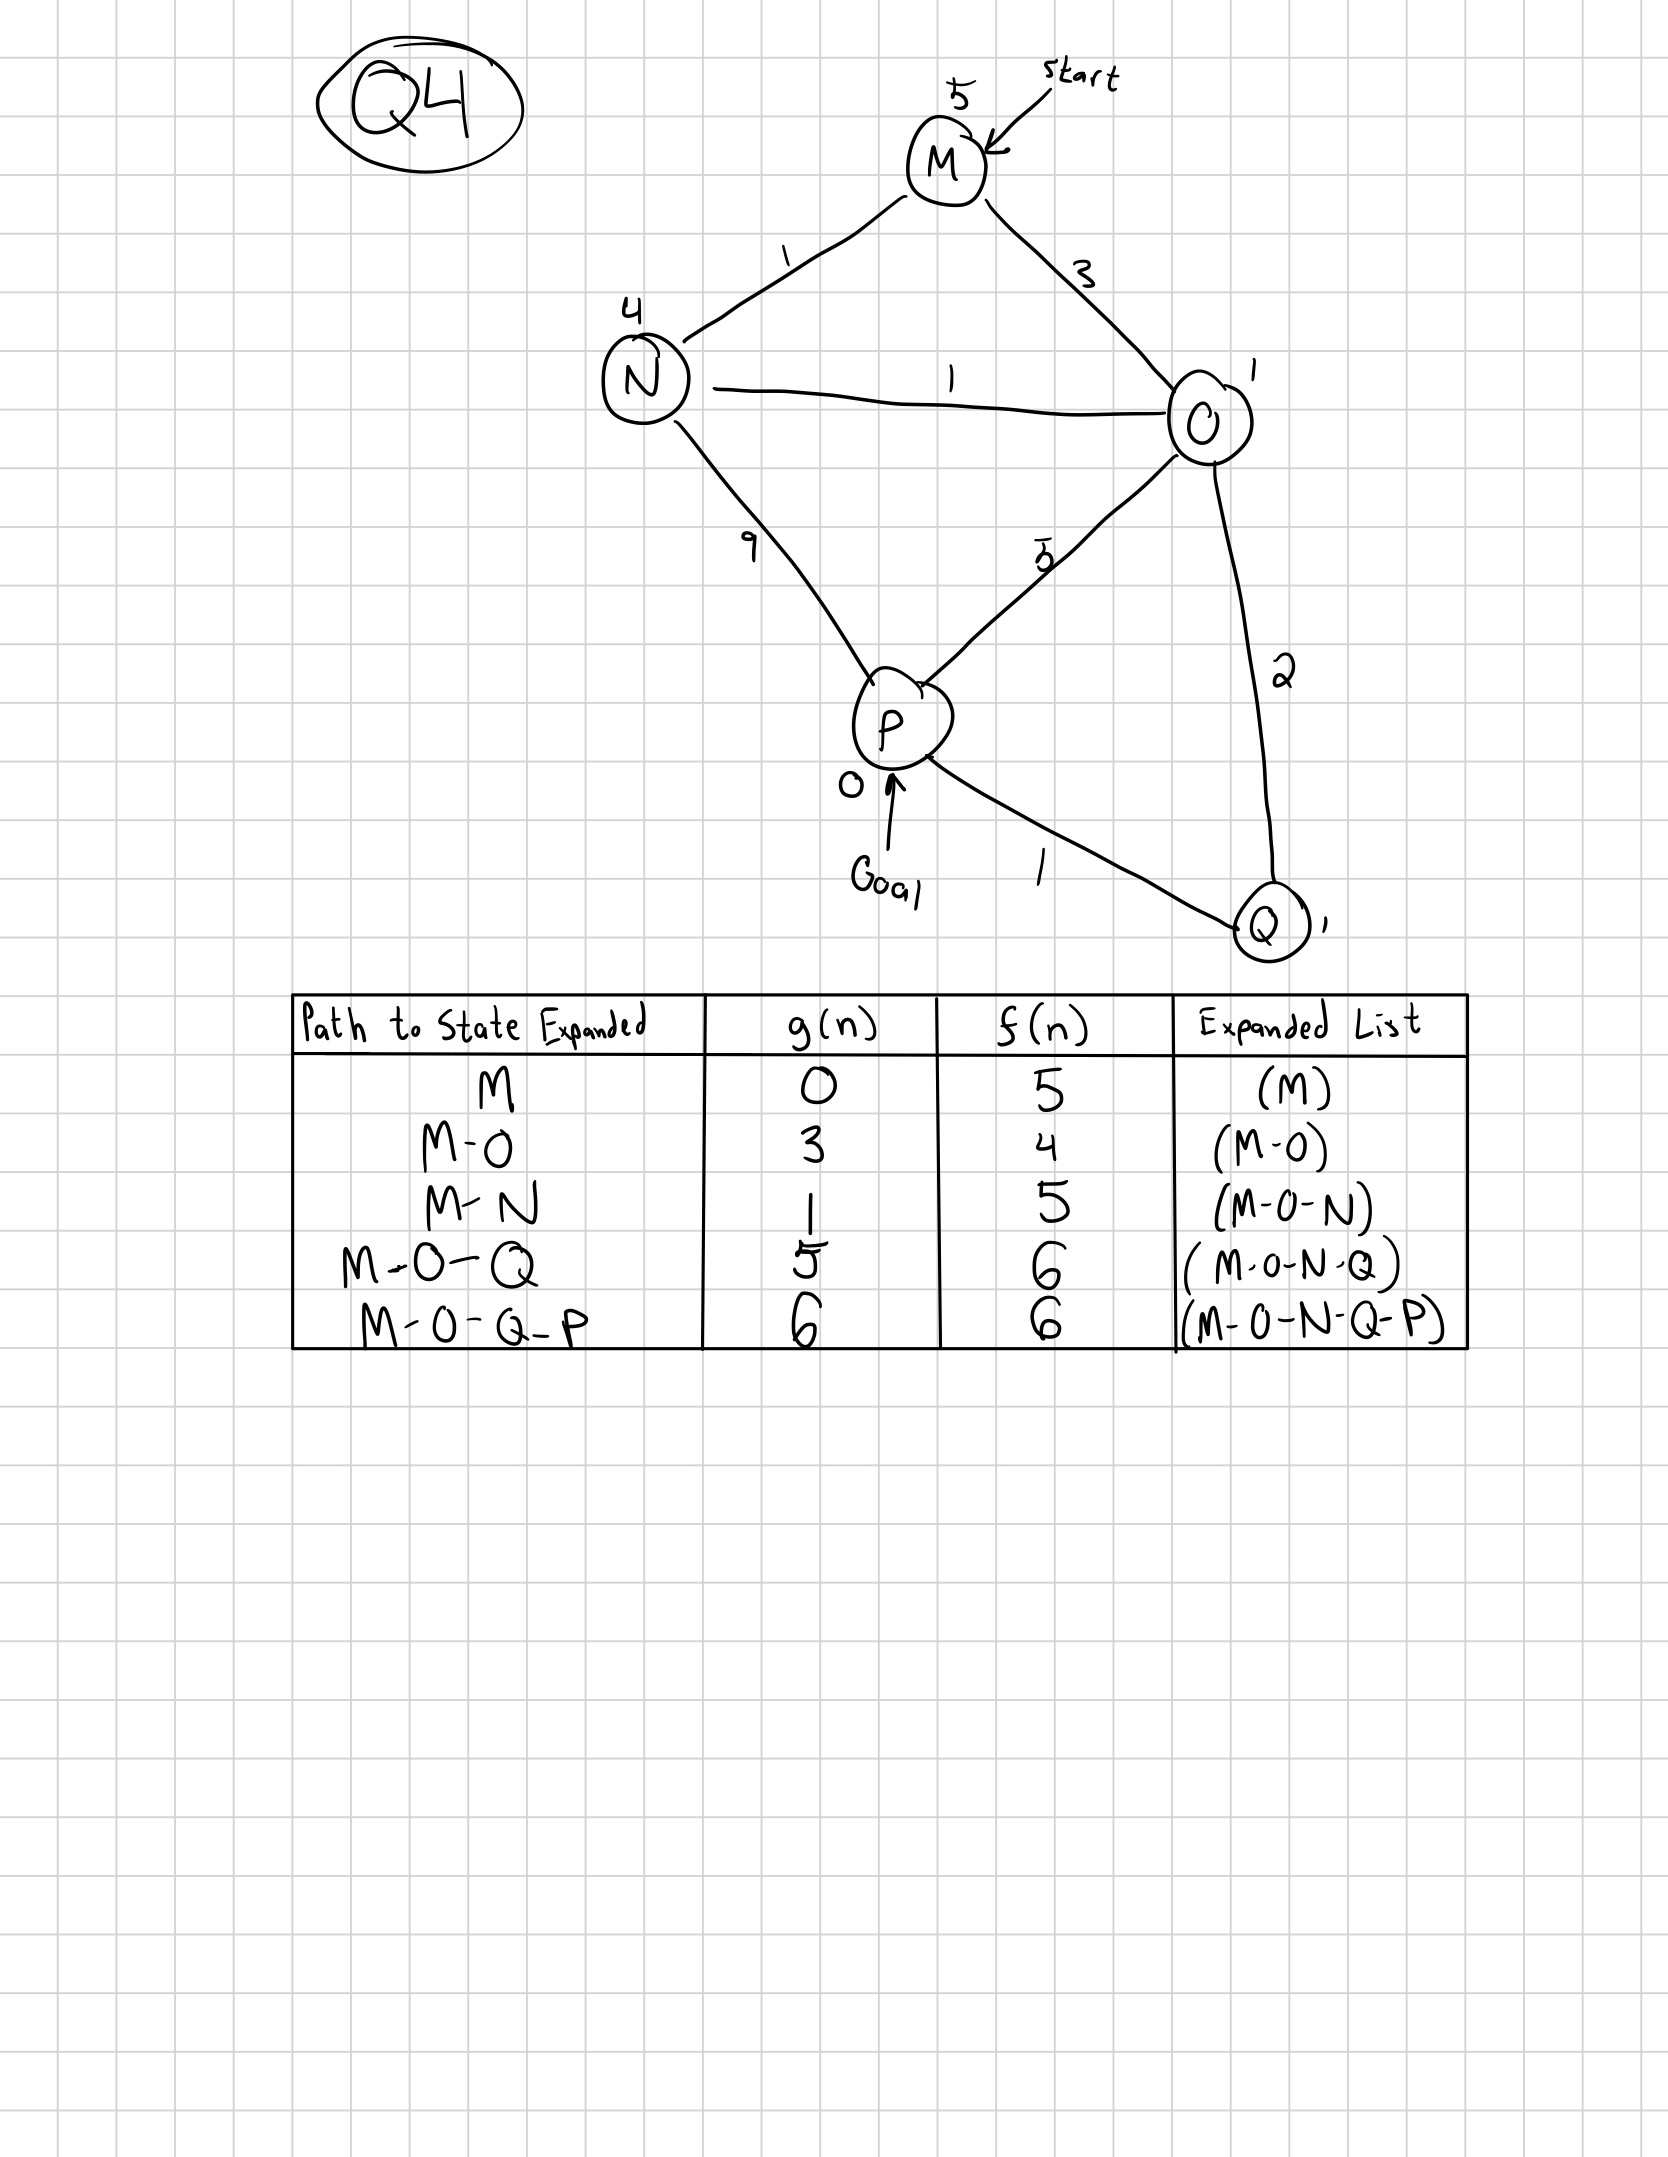 Q4
Start
5
M
1
3
4
N
1
1
O
9
5
2
P
0
Goal
1
Q
1
Path to State Expanded g(n) f(n) Expanded List
M 0 5 (M)
M-O 3 4 (M-O)
M-N 1 5 (M-O-N)
M-O-Q 5 6 (M-O-N-Q)
M-O-Q-P 6 6 (M-O-N-Q-P)